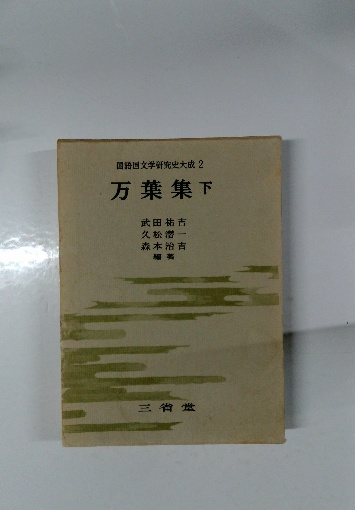 国語国文学研究史大成 2
万葉集 下
武田祐吉
久松潜一
森本治吉
編著
三省堂